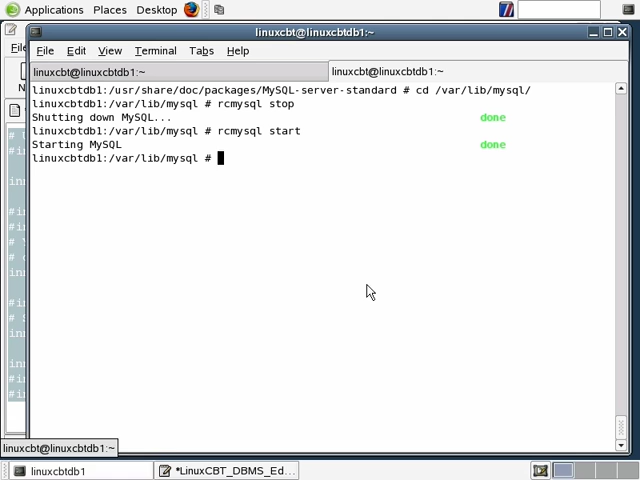 Applications Places Desktop
linuxcbt@linuxcbtdb1:~
File Edit View Terminal Tabs Help
linuxcbt@linuxcbtdb1:~ linuxcbt@linuxcbtdb1:~
linuxcbtdb1:/usr/share/doc/packages/MySQL-server-standard # cd /var/lib/mysql/
linuxcbtdb1:/var/lib/mysql # rcmysql stop
Shutting down MySQL... done
linuxcbtdb1:/var/lib/mysql # rcmysql start
Starting MySQL done
linuxcbtdb1:/var/lib/mysql #
linuxcbt@linuxcbtdb1:~
linuxcbtdb1 *LinuxCBT_DBMS_Ed...